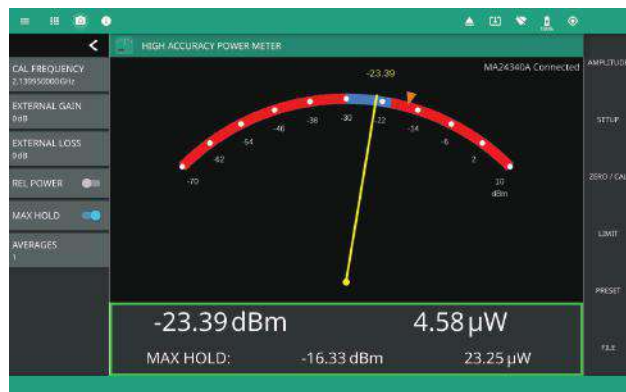 100%
HIGH ACCURACY POWER METER
CAL FREQUENCY
2.139950000GHz
EXTERNAL GAIN
0dB
EXTERNAL LOSS
0dB
REL POWER
MAX HOLD
AVERAGES
1
-23.39
MA24340A Connected
-70
-62
-54
-46
-38
-30
-22
-14
-6
2
10
dBm
-23.39 dBm
4.58 µW
MAX HOLD:
-16.33 dBm
23.25 µW
AMPLITUDE
SETUP
ZERO / CAL
LIMIT
PRESET
FILE